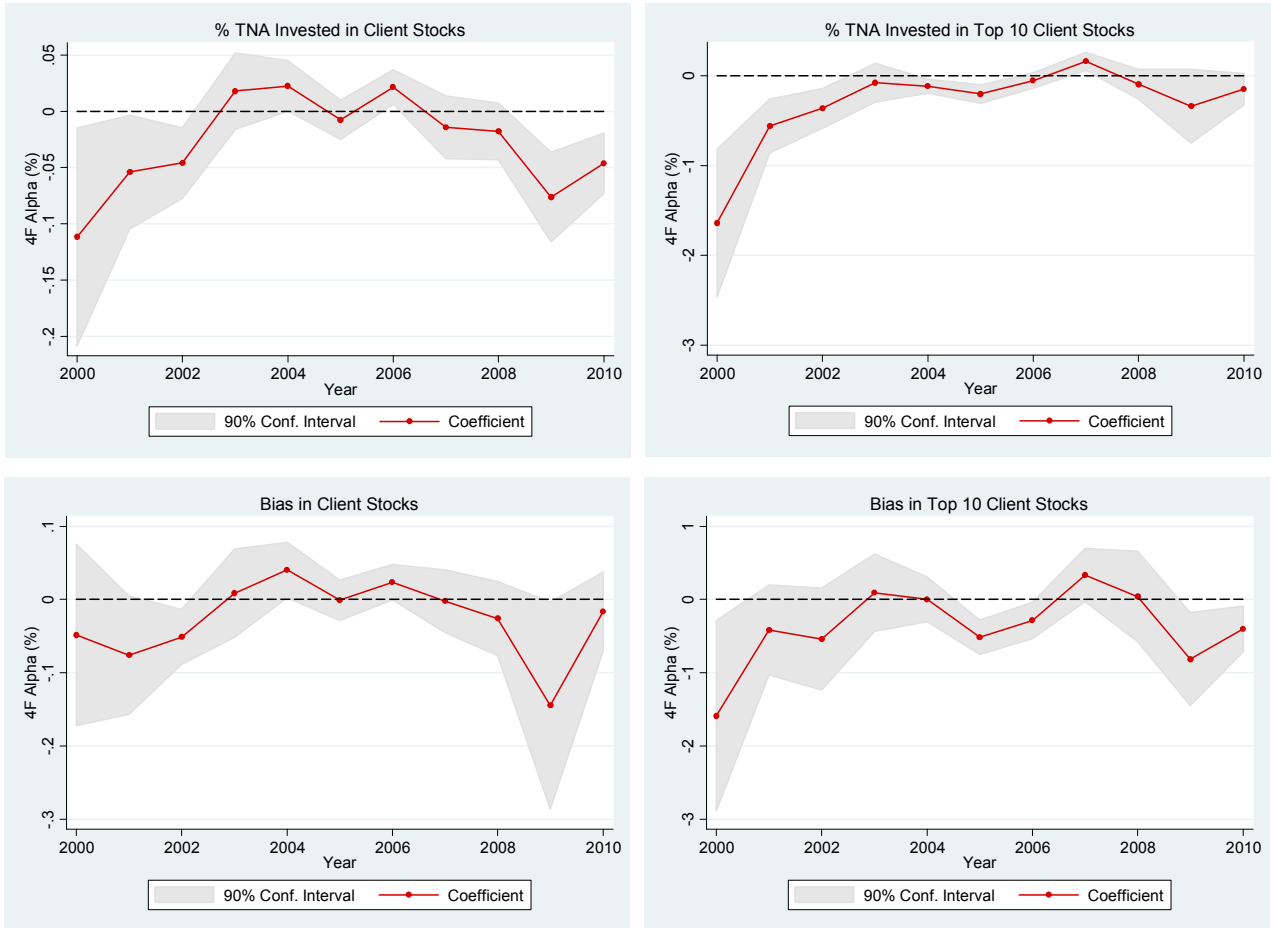 % TNA Invested in Client Stocks
.05
0
-.05
-.1
-.15
-.2
4F Alpha (%)
2000 2002 2004 2006 2008 2010
Year
90% Conf. Interval Coefficient
% TNA Invested in Top 10 Client Stocks
0
-1
-2
-3
4F Alpha (%)
2000 2002 2004 2006 2008 2010
Year
90% Conf. Interval Coefficient
Bias in Client Stocks
.1
0
-.1
-.2
-.3
4F Alpha (%)
2000 2002 2004 2006 2008 2010
Year
90% Conf. Interval Coefficient
Bias in Top 10 Client Stocks
1
0
-1
-2
-3
4F Alpha (%)
2000 2002 2004 2006 2008 2010
Year
90% Conf. Interval Coefficient